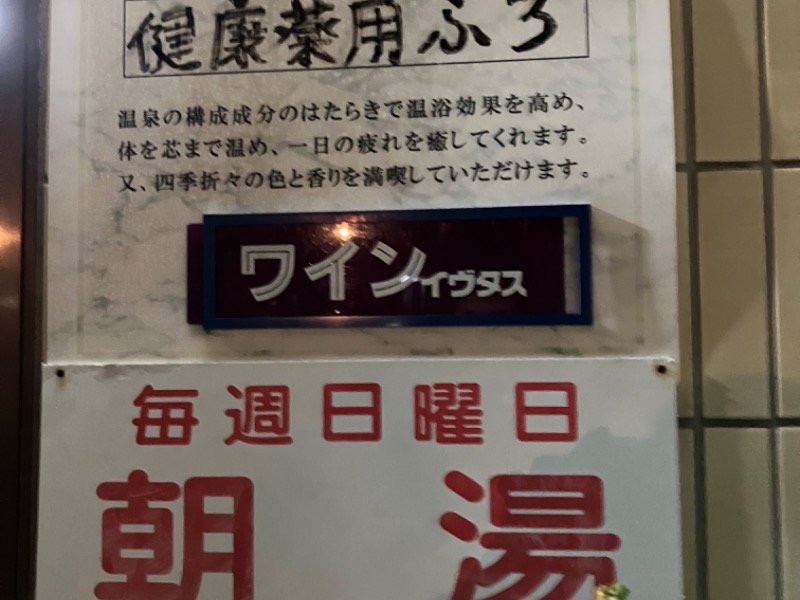 健康薬用ふろ
温泉の構成成分のはたらきで温浴効果を高め、
体を芯まで温め、一日の疲れを癒してくれます。
又、四季折々の色と香りを満喫していただけます。
ワインイヴタス
毎週日曜日
朝湯